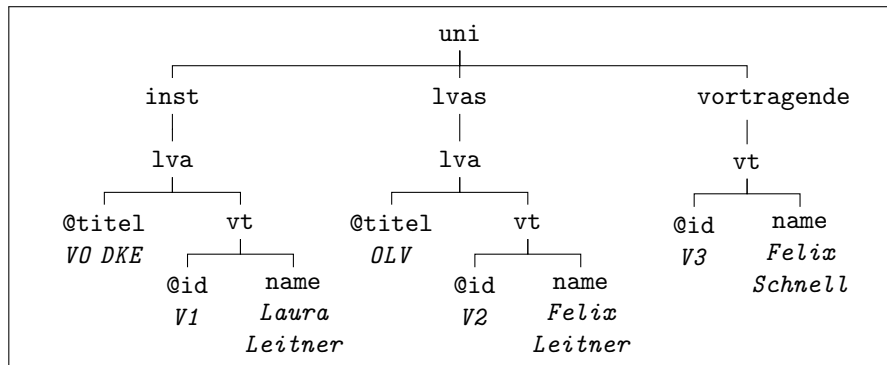 uni
inst lvas vortragende
lva lva vt
@titel vt @titel vt @id name
VO DKE OLV V3 Felix
Schnell
@id name @id name
V1 Laura V2 Felix
Leitner Leitner